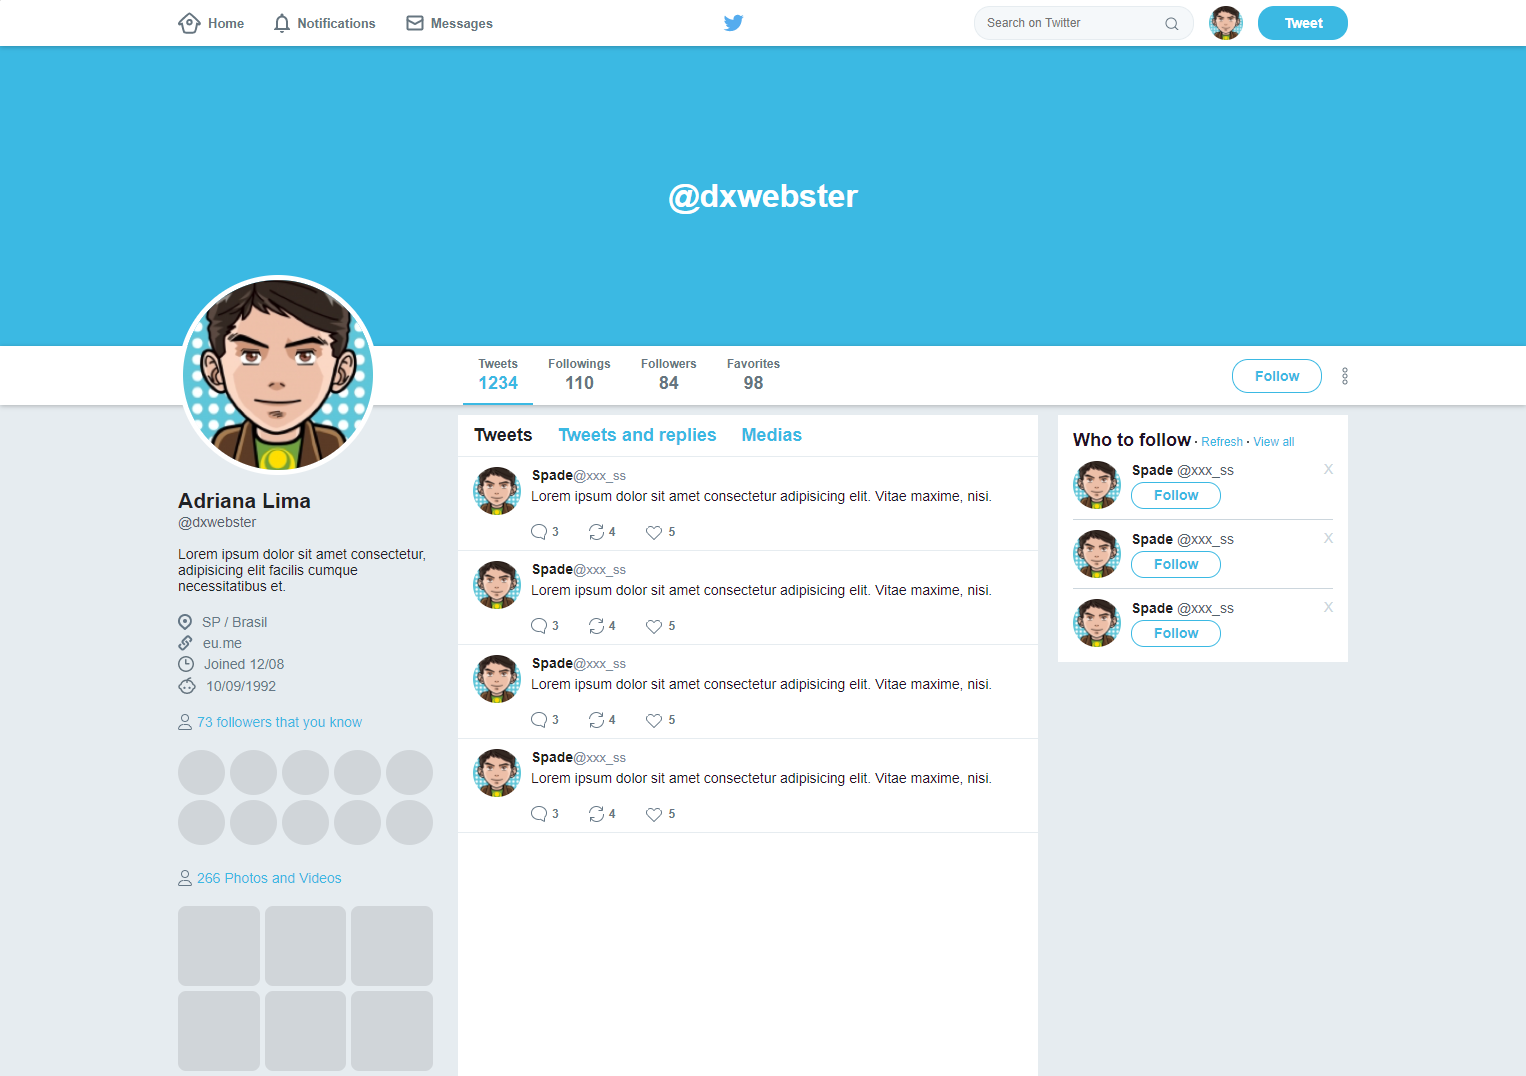 Home Notifications Messages Search on Twitter Tweet
@dxwebster
Tweets Followings Followers Favorites
1234 110 84 98
Follow
Adriana Lima
@dxwebster
Lorem ipsum dolor sit amet consectetur,
adipisicing elit facilis cumque
necessitatibus et.
SP / Brasil
eu.me
Joined 12/08
10/09/1992
73 followers that you know
266 Photos and Videos
Tweets Tweets and replies Medias
Spade@xxx_ss
Lorem ipsum dolor sit amet consectetur adipisicing elit. Vitae maxime, nisi.
3 4 5
Spade@xxx_ss
Lorem ipsum dolor sit amet consectetur adipisicing elit. Vitae maxime, nisi.
3 4 5
Spade@xxx_ss
Lorem ipsum dolor sit amet consectetur adipisicing elit. Vitae maxime, nisi.
3 4 5
Spade@xxx_ss
Lorem ipsum dolor sit amet consectetur adipisicing elit. Vitae maxime, nisi.
3 4 5
Who to follow · Refresh · View all
Spade @xxx_ss X
Follow
Spade @xxx_ss X
Follow
Spade @xxx_ss X
Follow